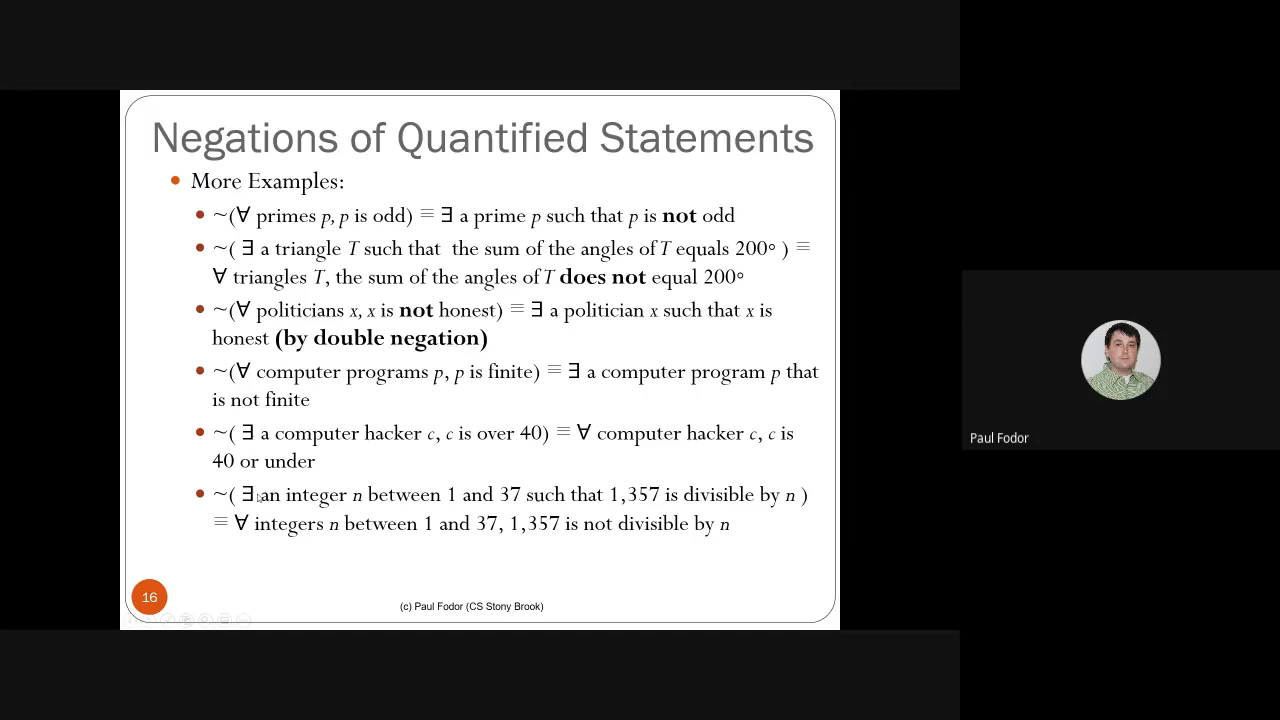 Negations of Quantified Statements
• More Examples:
• ~(∀ primes p, p is odd) ≡ ∃ a prime p such that p is not odd
• ~( ∃ a triangle T such that the sum of the angles of T equals 200° ) ≡
∀ triangles T, the sum of the angles of T does not equal 200°
• ~(∀ politicians x, x is not honest) ≡ ∃ a politician x such that x is
honest (by double negation)
• ~(∀ computer programs p, p is finite) ≡ ∃ a computer program p that
is not finite
• ~( ∃ a computer hacker c, c is over 40) ≡ ∀ computer hacker c, c is
40 or under
• ~( ∃ an integer n between 1 and 37 such that 1,357 is divisible by n )
≡ ∀ integers n between 1 and 37, 1,357 is not divisible by n
16
(c) Paul Fodor (CS Stony Brook)
Paul Fodor